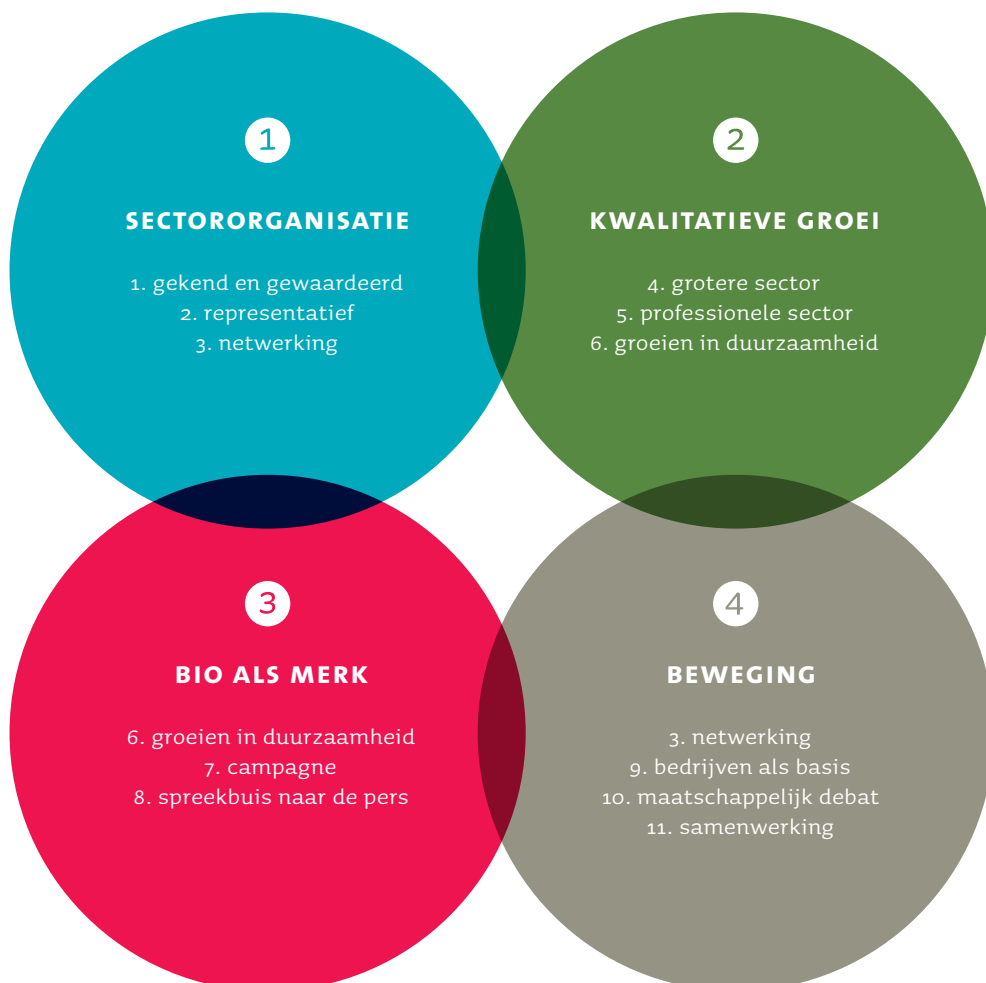 1
SECTORORGANISATIE
1. gekend en gewaardeerd
2. representatief
3. netwerking
2
KWALITATIEVE GROEI
4. grotere sector
5. professionele sector
6. groeien in duurzaamheid
3
BIO ALS MERK
6. groeien in duurzaamheid
7. campagne
8. spreekbuis naar de pers
4
BEWEGING
3. netwerking
9. bedrijven als basis
10. maatschappelijk debat
11. samenwerking